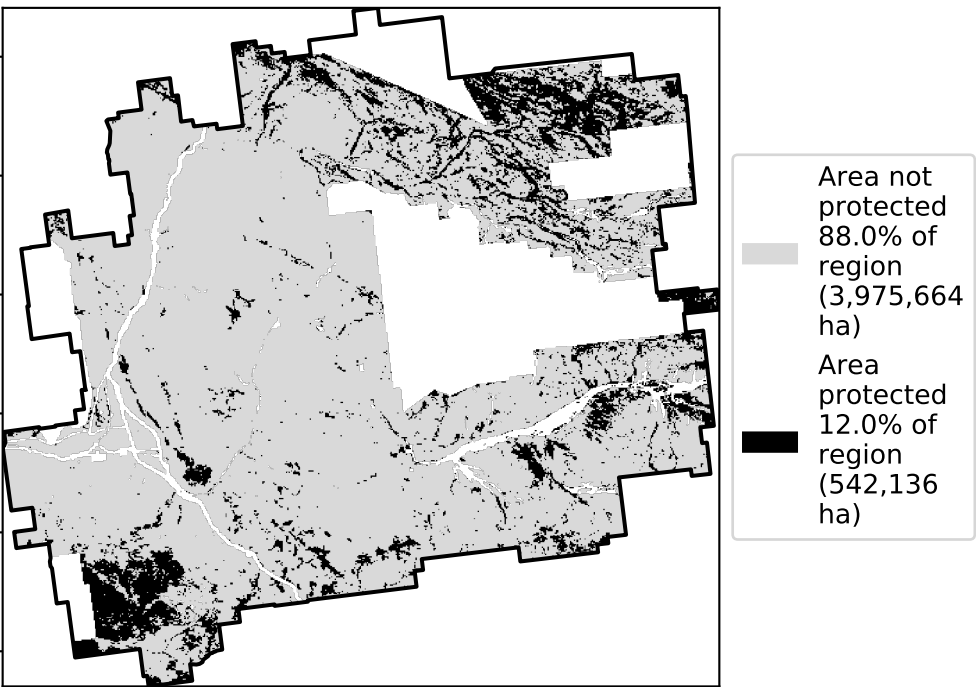 Area not
protected
88.0% of
region
(3,975,664
ha)
Area
protected
12.0% of
region
(542,136
ha)